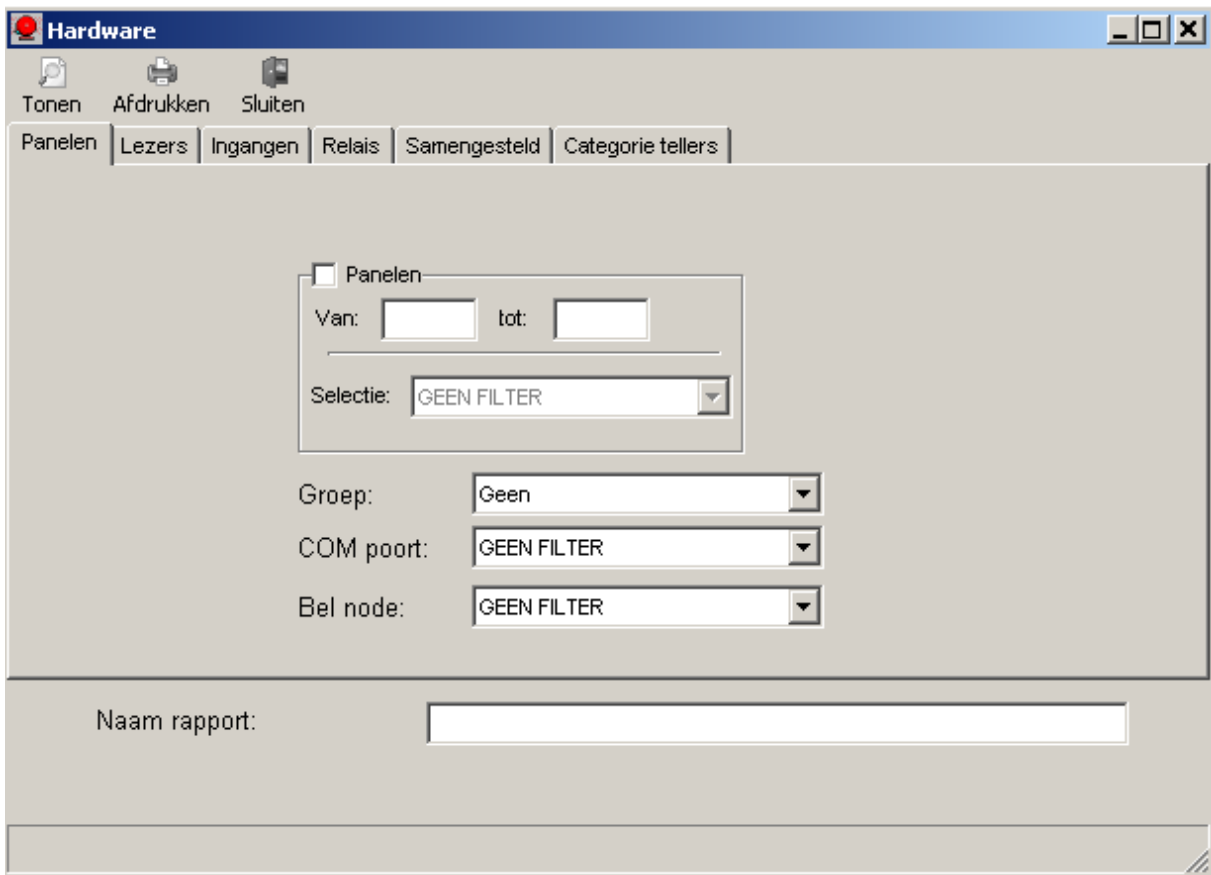 Hardware
Tonen Afdrukken Sluiten
Panelen Lezers Ingangen Relais Samengesteld Categorie tellers
Panelen
Van: tot:
Selectie: GEEN FILTER
Groep: Geen
COM poort: GEEN FILTER
Bel node: GEEN FILTER
Naam rapport: